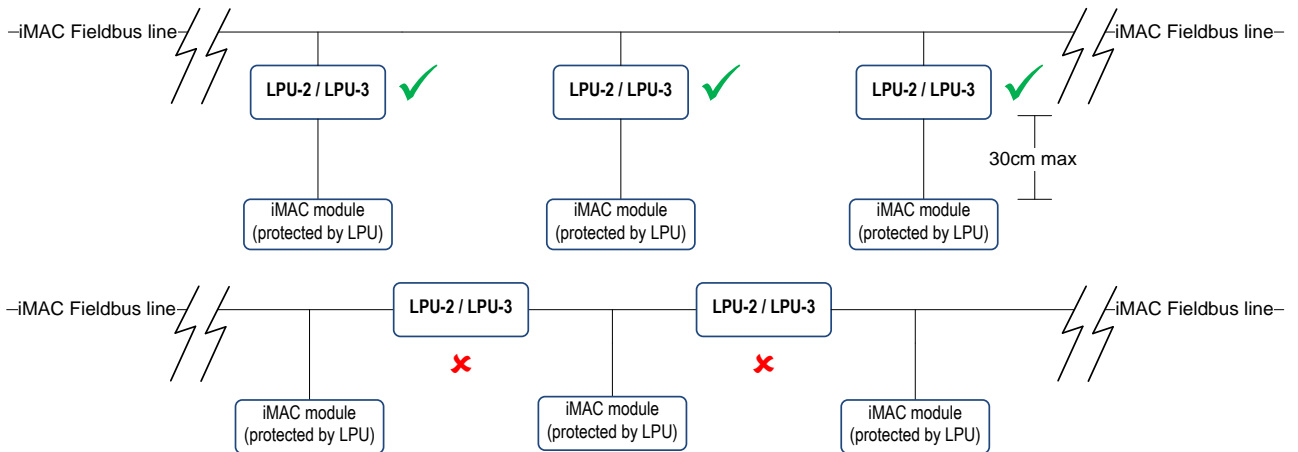 iMAC Fieldbus line
iMAC Fieldbus line
LPU-2 / LPU-3
LPU-2 / LPU-3
LPU-2 / LPU-3
30cm max
iMAC module
(protected by LPU)
iMAC module
(protected by LPU)
iMAC module
(protected by LPU)
iMAC Fieldbus line
LPU-2 / LPU-3
LPU-2 / LPU-3
iMAC Fieldbus line
iMAC module
(protected by LPU)
iMAC module
(protected by LPU)
iMAC module
(protected by LPU)